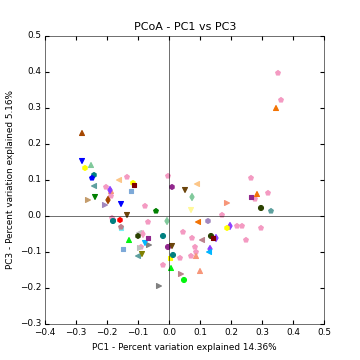 PCoA - PC1 vs PC3
0.5
0.4
0.3
0.2
0.1
0.0
−0.1
−0.2
−0.3
−0.4 −0.3 −0.2 −0.1 0.0 0.1 0.2 0.3 0.4 0.5
PC3 - Percent variation explained 5.16%
PC1 - Percent variation explained 14.36%